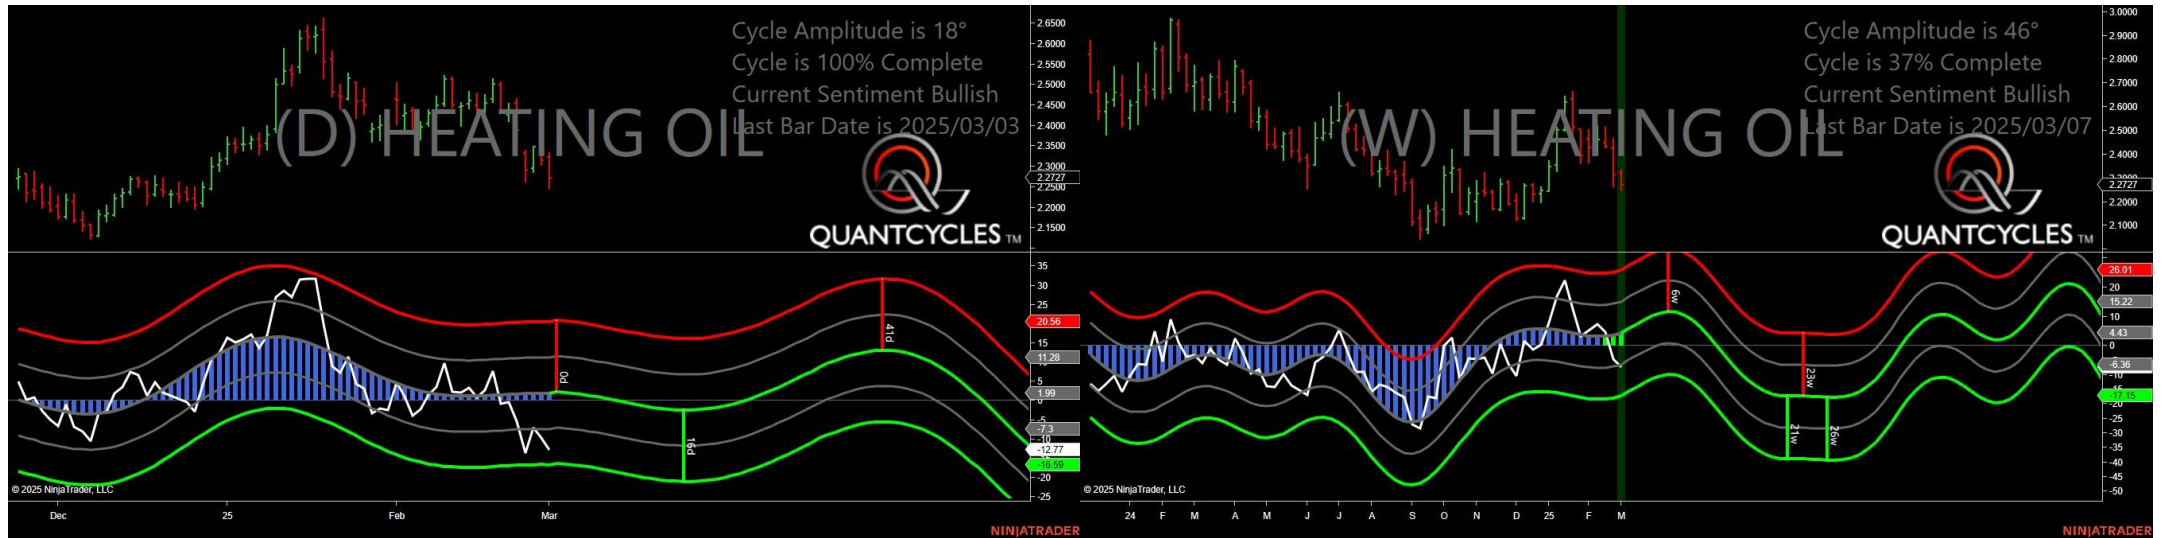 Cycle Amplitude is 18°
Cycle is 100% Complete
Current Sentiment Bullish
Last Bar Date is 2025/03/03
(D) HEATING OIL
QUANTCYCLES TM
2.6500
2.6000
2.5500
2.5000
2.4500
2.4000
2.3500
2.3000
2.2727
2.2500
2.2000
2.1500
35
30
25
20.56
15
11.28
5
1.99
0
-5
-7.3
-10
-12.77
-16.59
-20
-25
0d
16d
41d
© 2025 NinjaTrader, LLC
Dec 25 Feb Mar
NINJATRADER
Cycle Amplitude is 46°
Cycle is 37% Complete
Current Sentiment Bullish
Last Bar Date is 2025/03/07
(W) HEATING OIL
QUANTCYCLES TM
3.0000
2.9000
2.8000
2.7000
2.6000
2.5000
2.4000
2.2727
2.2000
2.1000
26.01
20
15.22
10
4.43
0
-6.36
-10
-17.15
-20
-25
-30
-35
-40
-45
-50
6w
23w
21w
26w
© 2025 NinjaTrader, LLC
24 F M A M J J A S O N D 25 F M
NINJATRADER